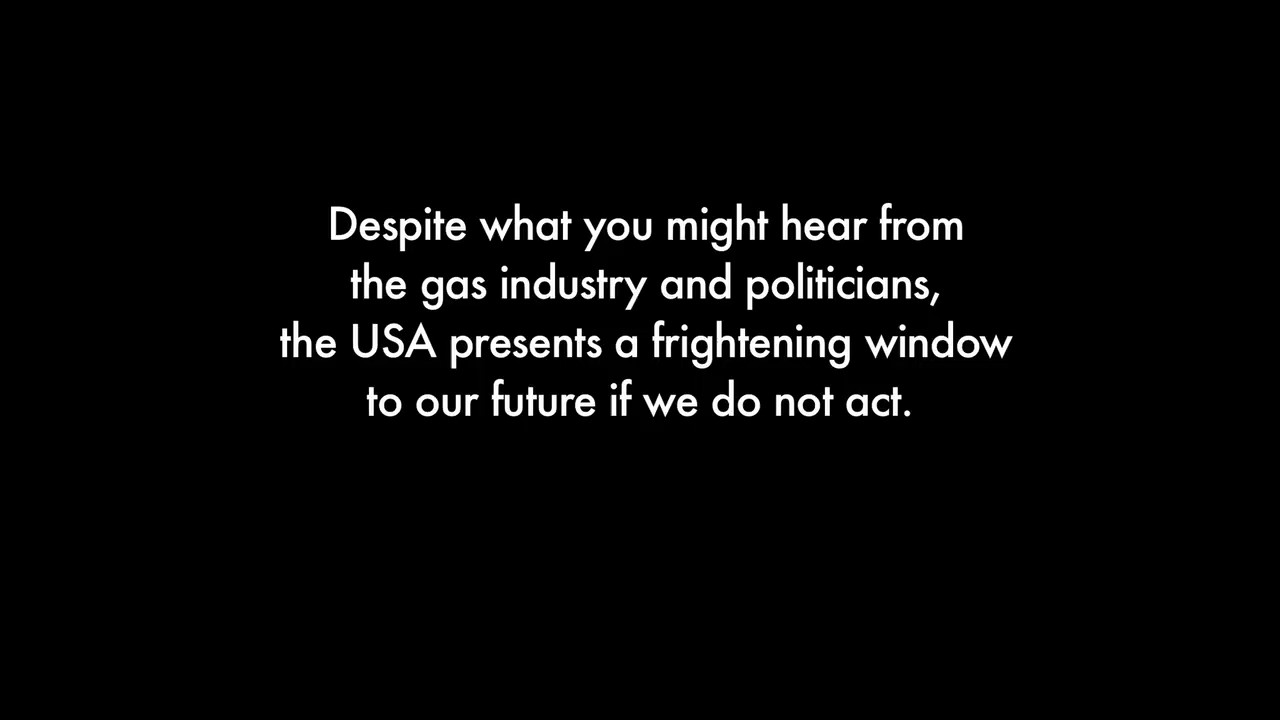 Despite what you might hear from
the gas industry and politicians,
the USA presents a frightening window
to our future if we do not act.